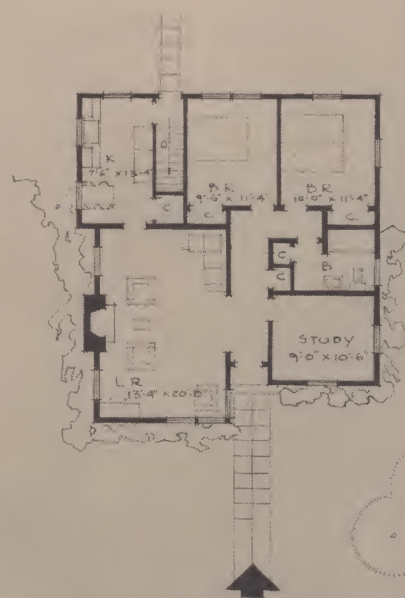 K
7'-6" x 13'-4"
D
C
B.R.
9'-6" x 11'-4"
C.
B.R.
10'-0" x 11'-4"
C.
C
C
B
STUDY
9'-0" x 10'-6"
L.R.
13'-4" x 20'-8"